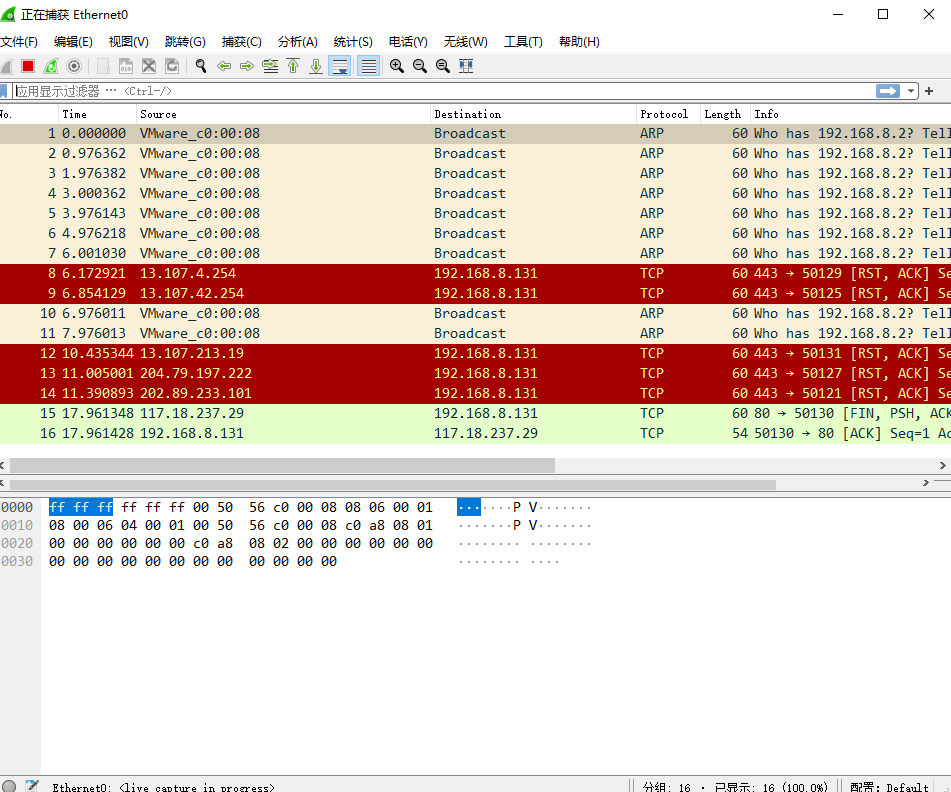 正在捕获 Ethernet0
文件(F) 编辑(E) 视图(V) 跳转(G) 捕获(C) 分析(A) 统计(S) 电话(Y) 无线(W) 工具(T) 帮助(H)
应用显示过滤器 … <Ctrl-/>
No. Time Source Destination Protocol Length Info
1 0.000000 VMware_c0:00:08 Broadcast ARP 60 Who has 192.168.8.2? Tell
2 0.976362 VMware_c0:00:08 Broadcast ARP 60 Who has 192.168.8.2? Tell
3 1.976382 VMware_c0:00:08 Broadcast ARP 60 Who has 192.168.8.2? Tell
4 3.000362 VMware_c0:00:08 Broadcast ARP 60 Who has 192.168.8.2? Tell
5 3.976143 VMware_c0:00:08 Broadcast ARP 60 Who has 192.168.8.2? Tell
6 4.976218 VMware_c0:00:08 Broadcast ARP 60 Who has 192.168.8.2? Tell
7 6.001030 VMware_c0:00:08 Broadcast ARP 60 Who has 192.168.8.2? Tell
8 6.172921 13.107.4.254 192.168.8.131 TCP 60 443 → 50129 [RST, ACK] Se
9 6.854129 13.107.42.254 192.168.8.131 TCP 60 443 → 50125 [RST, ACK] Se
10 6.976011 VMware_c0:00:08 Broadcast ARP 60 Who has 192.168.8.2? Tell
11 7.976013 VMware_c0:00:08 Broadcast ARP 60 Who has 192.168.8.2? Tell
12 10.435344 13.107.213.19 192.168.8.131 TCP 60 443 → 50131 [RST, ACK] Se
13 11.005001 204.79.197.222 192.168.8.131 TCP 60 443 → 50127 [RST, ACK] Se
14 11.390893 202.89.233.101 192.168.8.131 TCP 60 443 → 50121 [RST, ACK] Se
15 17.961348 117.18.237.29 192.168.8.131 TCP 60 80 → 50130 [FIN, PSH, ACK
16 17.961428 192.168.8.131 117.18.237.29 TCP 54 50130 → 80 [ACK] Seq=1 Ac
0000 ff ff ff ff ff ff 00 50 56 c0 00 08 08 06 00 01 ·······P V·······
0010 08 00 06 04 00 01 00 50 56 c0 00 08 c0 a8 08 01 ·······P V·······
0020 00 00 00 00 00 00 c0 a8 08 02 00 00 00 00 00 00 ········ ········
0030 00 00 00 00 00 00 00 00 00 00 00 00 ········ ····
Ethernet0: <live capture in progress> 分组: 16 · 已显示: 16 (100.0%) 配置: Default